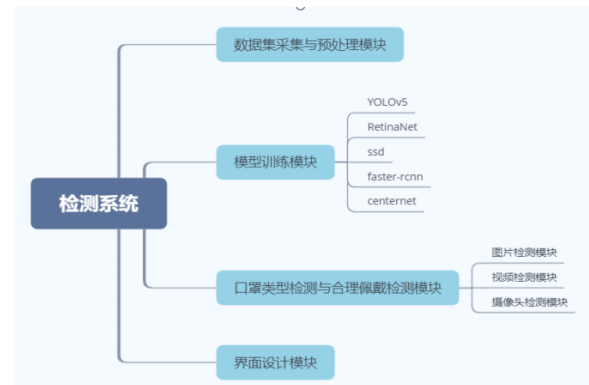 数据集采集与预处理模块
YOLOv5
RetinaNet
模型训练模块
ssd
faster-rcnn
centernet
检测系统
图片检测模块
口罩类型检测与合理佩戴检测模块
视频检测模块
摄像头检测模块
界面设计模块